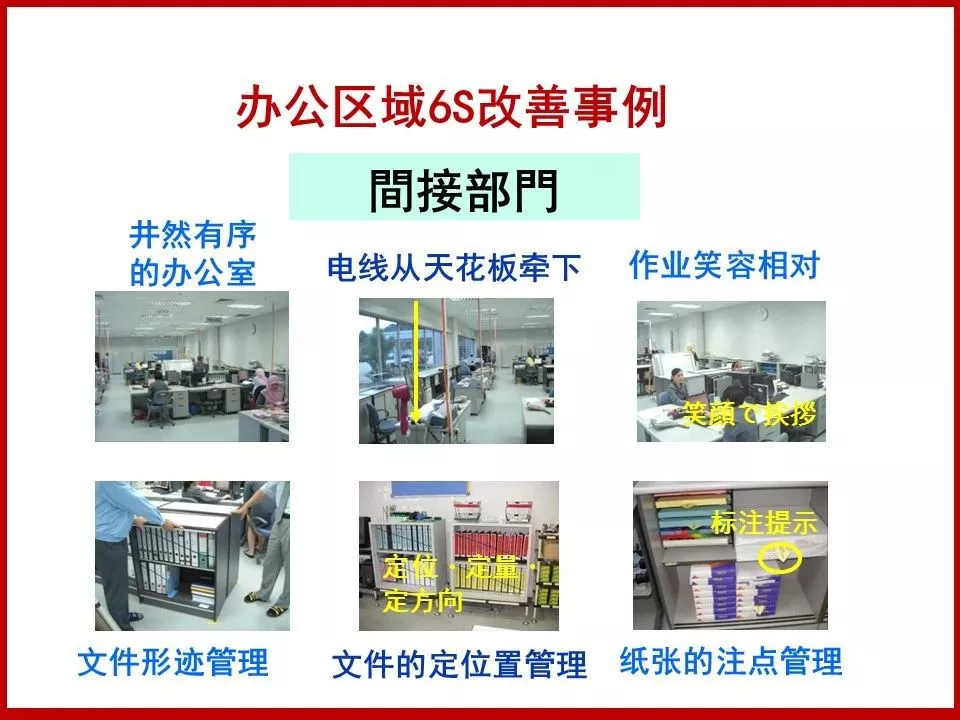 办公区域6S改善事例
間接部門
井然有序
的办公室
电线从天花板牵下
作业笑容相对
笑顔で挨拶
标注提示
定位·定量·
定方向
文件形迹管理
文件的定位置管理
纸张的注点管理